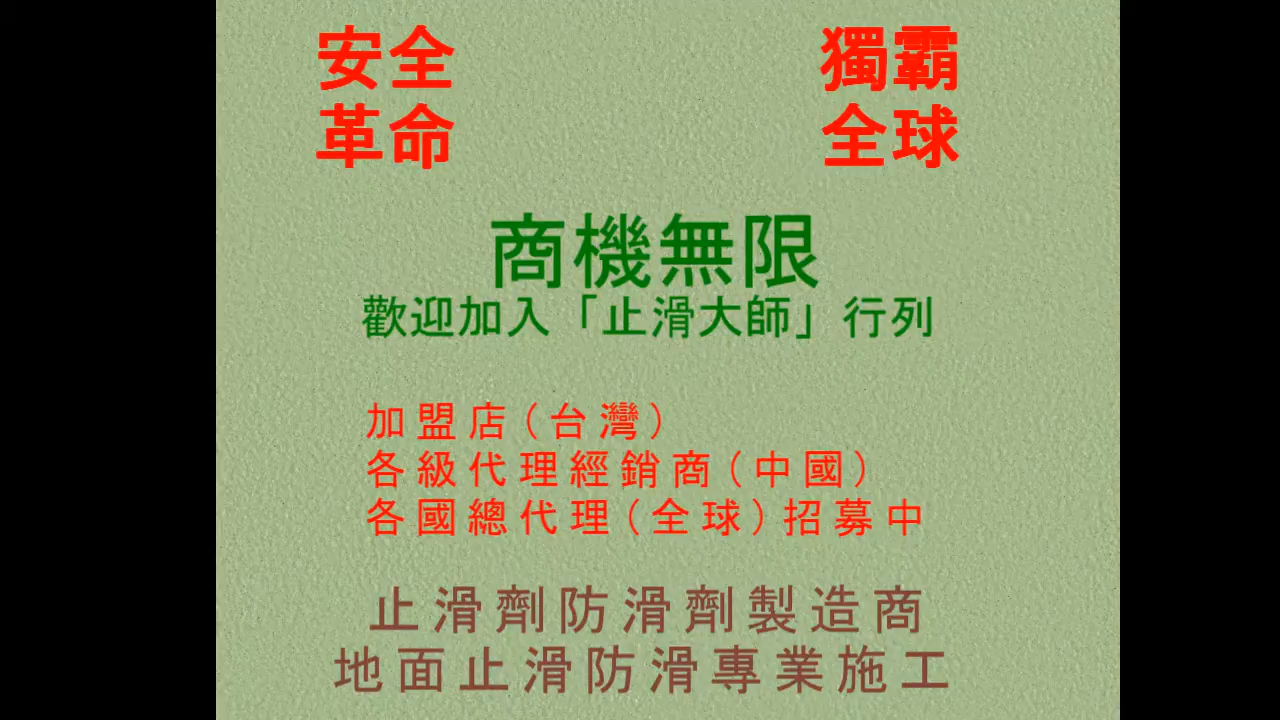 安全 獨霸
革命 全球
商機無限
歡迎加入「止滑大師」行列
加盟店(台灣)
各級代理經銷商(中國)
各國總代理(全球)招募中
止滑劑防滑劑製造商
地面止滑防滑專業施工